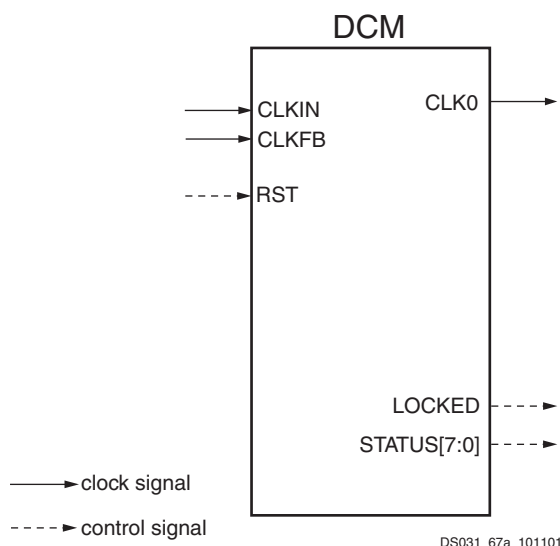 DCM
CLKIN
CLK0
CLKFB
RST
LOCKED
STATUS[7:0]
clock signal
control signal
DS031_67a_101101